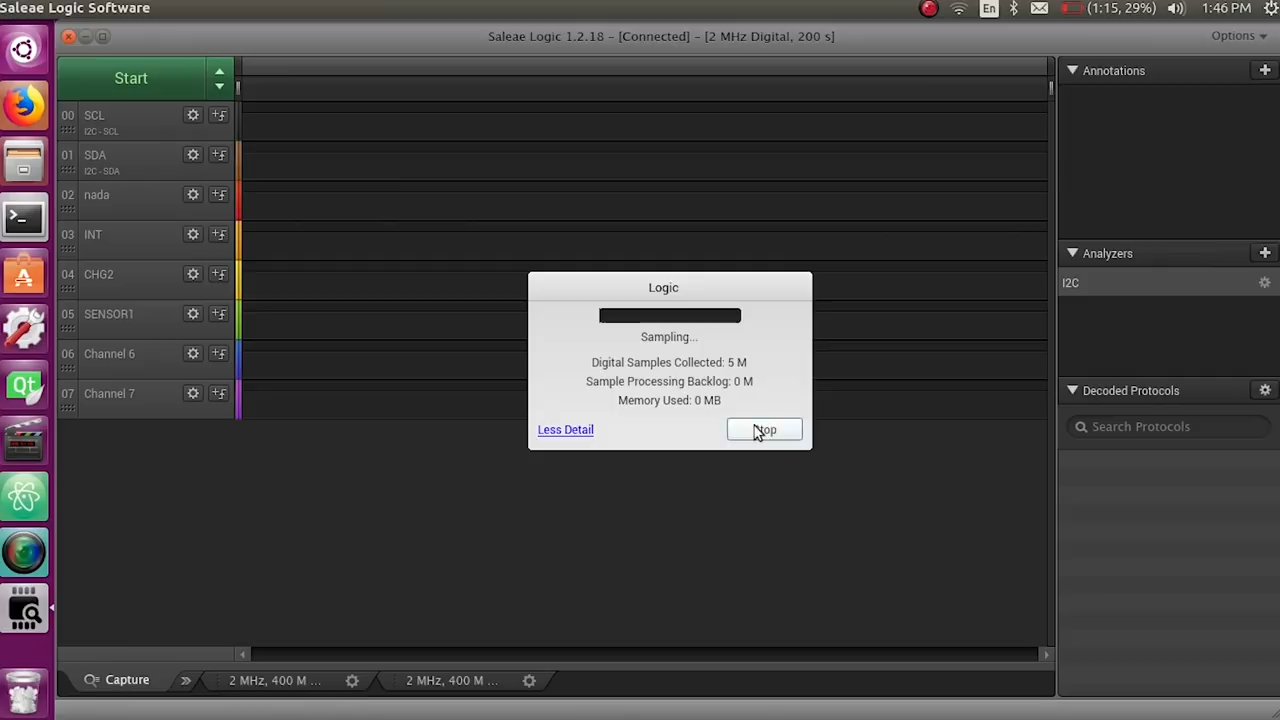 Saleae Logic Software
En
(1:15, 29%)
1:46 PM
Saleae Logic 1.2.18 - [Connected] - [2 MHz Digital, 200 s]
Options
Start
00 SCL
I2C - SCL
01 SDA
I2C - SDA
02 nada
03 INT
04 CHG2
05 SENSOR1
06 Channel 6
07 Channel 7
Logic
Sampling...
Digital Samples Collected: 5 M
Sample Processing Backlog: 0 M
Memory Used: 0 MB
Less Detail
Annotations
Analyzers
I2C
Decoded Protocols
Search Protocols
Qt
Capture
2 MHz, 400 M ...
2 MHz, 400 M ...